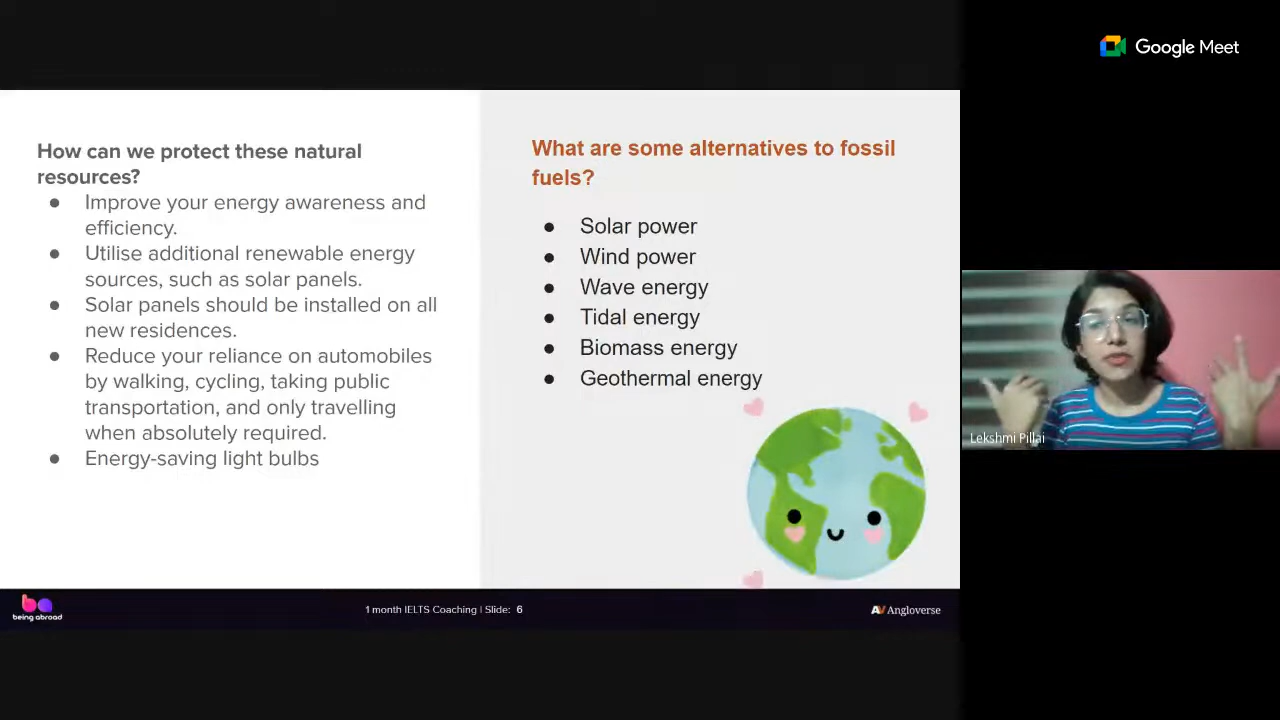 Google Meet
How can we protect these natural
resources?
● Improve your energy awareness and
efficiency.
● Utilise additional renewable energy
sources, such as solar panels.
● Solar panels should be installed on all
new residences.
● Reduce your reliance on automobiles
by walking, cycling, taking public
transportation, and only travelling
when absolutely required.
● Energy-saving light bulbs
What are some alternatives to fossil
fuels?
● Solar power
● Wind power
● Wave energy
● Tidal energy
● Biomass energy
● Geothermal energy
Lekshmi Pillai
being abroad
1 month IELTS Coaching | Slide: 6
AV Angloverse